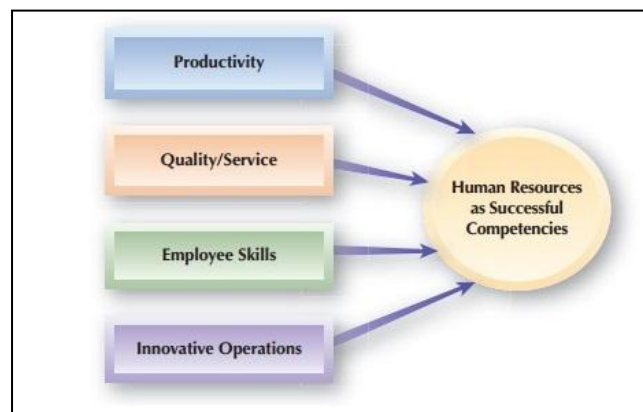 Productivity
Quality/Service
Employee Skills
Innovative Operations
Human Resources
as Successful
Competencies